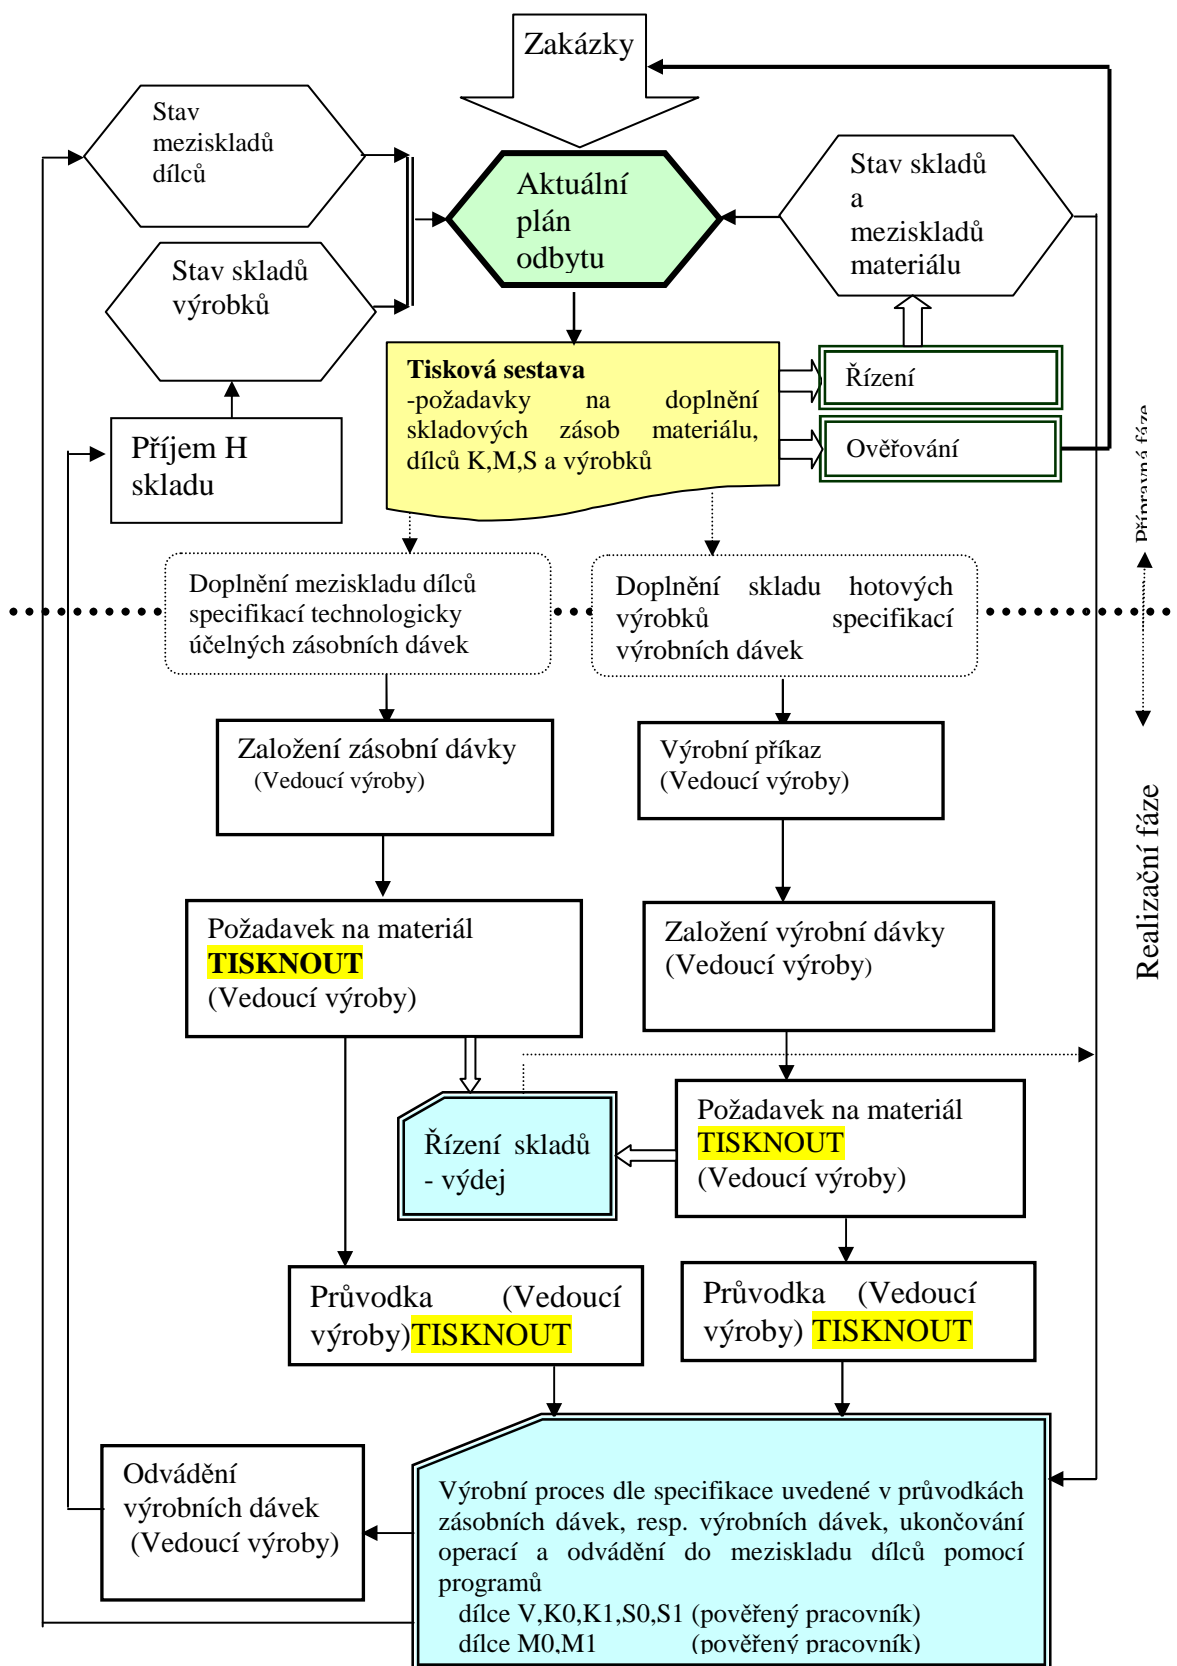 Zakázky
Stav
meziskladů
dílců
Aktuální
plán
odbytu
Stav skladů
a
meziskladů
materiálu
Stav skladů
výrobků
Tisková sestava
-požadavky na doplnění
skladových zásob materiálu,
dílců K,M,S a výrobků
Řízení
Ověřování
Příjem H
skladu
Přípravná fáze
Doplnění meziskladu dílců
specifikací technologicky
účelných zásobních dávek
Doplnění skladu hotových
výrobků specifikací
výrobních dávek
Založení zásobní dávky
(Vedoucí výroby)
Výrobní příkaz
(Vedoucí výroby)
Realizační fáze
Požadavek na materiál
TISKNOUT
(Vedoucí výroby)
Založení výrobní dávky
(Vedoucí výroby)
Řízení skladů
- výdej
Požadavek na materiál
TISKNOUT
(Vedoucí výroby)
Průvodka (Vedoucí
výroby)TISKNOUT
Průvodka (Vedoucí
výroby) TISKNOUT
Odvádění
výrobních dávek
(Vedoucí výroby)
Výrobní proces dle specifikace uvedené v průvodkách
zásobních dávek, resp. výrobních dávek, ukončování
operací a odvádění do meziskladu dílců pomocí
programů
dílce V,K0,K1,S0,S1 (pověřený pracovník)
dílce M0,M1 (pověřený pracovník)